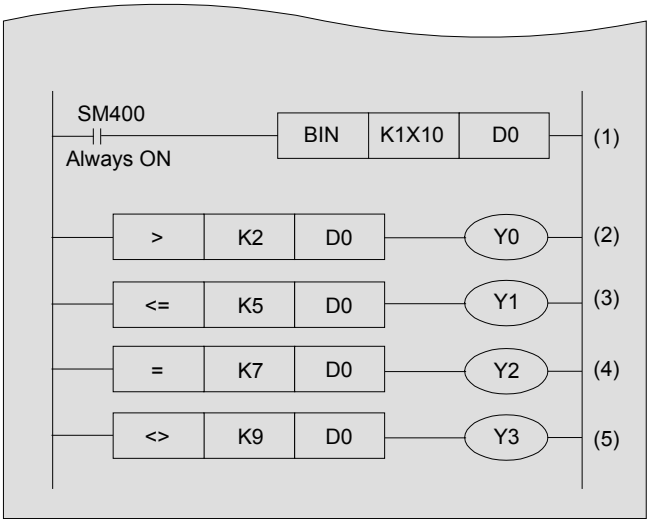 SM400
Always ON
BIN K1X10 D0 (1)
> K2 D0 Y0 (2)
<= K5 D0 Y1 (3)
= K7 D0 Y2 (4)
<> K9 D0 Y3 (5)